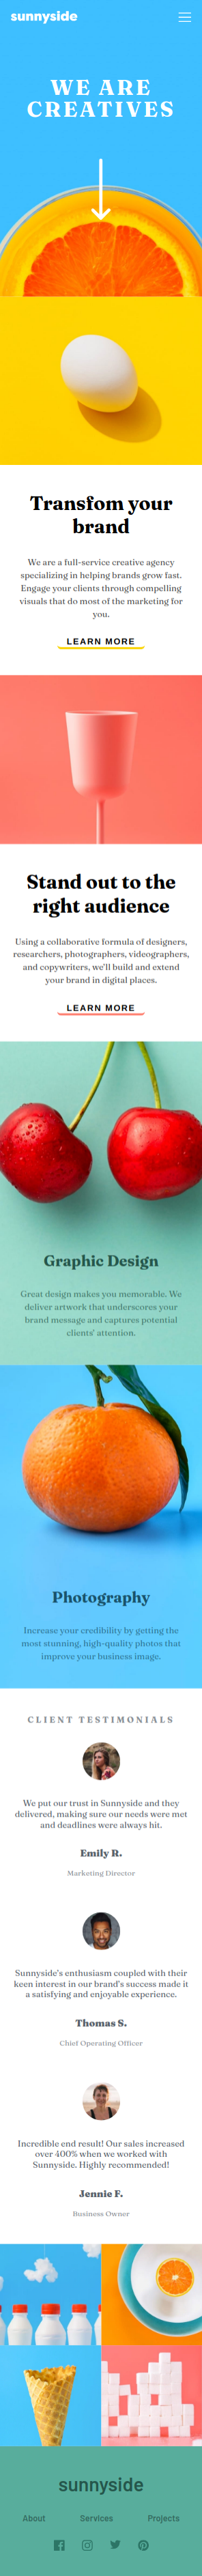 sunnyside
WE ARE
CREATIVES
Transfom your
brand
We are a full-service creative agency
specializing in helping brands grow fast.
Engage your clients through compelling
visuals that do most of the marketing for
you.
LEARN MORE
Stand out to the
right audience
Using a collaborative formula of designers,
researchers, photographers, videographers,
and copywriters, we'll build and extend
your brand in digital places.
LEARN MORE
Graphic Design
Great design makes you memorable. We
deliver artwork that underscores your
brand message and captures potential
clients' attention.
Photography
Increase your credibility by getting the
most stunning, high-quality photos that
improve your business image.
CLIENT TESTIMONIALS
We put our trust in Sunnyside and they
delivered, making sure our needs were met
and deadlines were always hit.
Emily R.
Marketing Director
Sunnyside's enthusiasm coupled with their
keen interest in our brand's success made it
a satisfying and enjoyable experience.
Thomas S.
Chief Operating Officer
Incredible end result! Our sales increased
over 400% when we worked with
Sunnyside. Highly recommended!
Jennie F.
Business Owner
sunnyside
About Services Projects